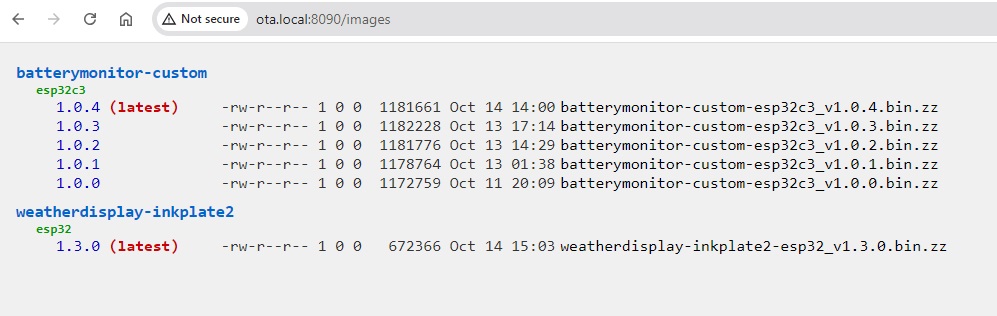 Not secure ota.local:8090/images
batterymonitor-custom
esp32c3
1.0.4 (latest) -rw-r--r-- 1 0 0 1181661 Oct 14 14:00 batterymonitor-custom-esp32c3_v1.0.4.bin.zz
1.0.3 -rw-r--r-- 1 0 0 1182228 Oct 13 17:14 batterymonitor-custom-esp32c3_v1.0.3.bin.zz
1.0.2 -rw-r--r-- 1 0 0 1181776 Oct 13 14:29 batterymonitor-custom-esp32c3_v1.0.2.bin.zz
1.0.1 -rw-r--r-- 1 0 0 1178764 Oct 13 01:38 batterymonitor-custom-esp32c3_v1.0.1.bin.zz
1.0.0 -rw-r--r-- 1 0 0 1172759 Oct 11 20:09 batterymonitor-custom-esp32c3_v1.0.0.bin.zz
weatherdisplay-inkplate2
esp32
1.3.0 (latest) -rw-r--r-- 1 0 0 672366 Oct 14 15:03 weatherdisplay-inkplate2-esp32_v1.3.0.bin.zz